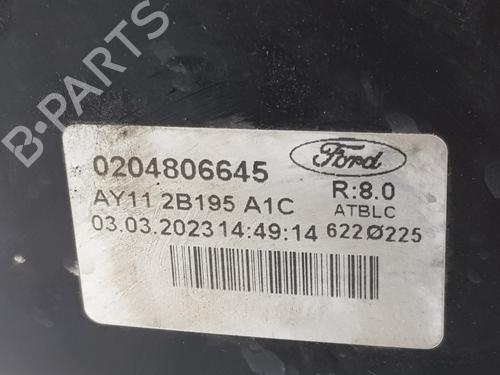 B-PARTS
Ford
0204806645
R:8.0
AY11 2B195 A1C
ATBLC
03.03.2023 14:49:14 622Ø225